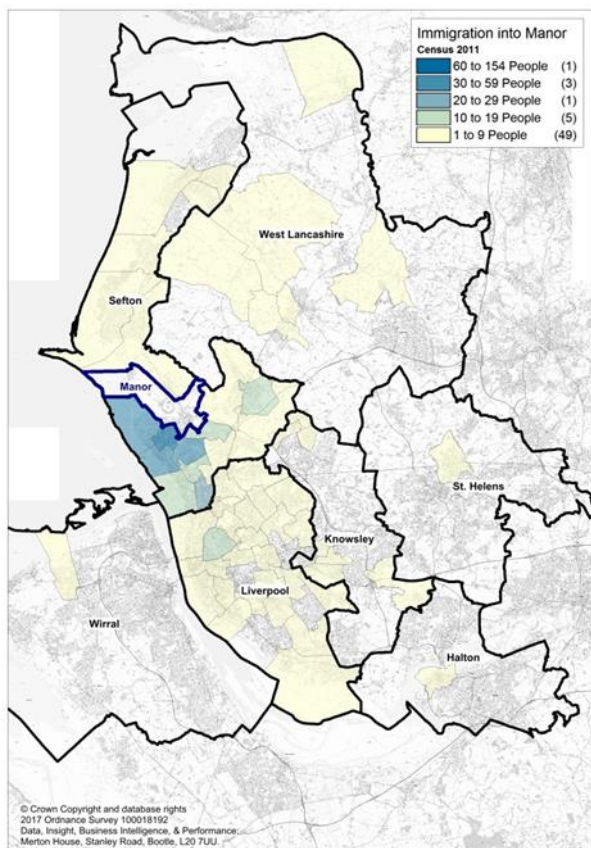 Immigration into Manor
Census 2011
60 to 154 People (1)
30 to 59 People (3)
20 to 29 People (1)
10 to 19 People (5)
1 to 9 People (49)
West Lancashire
Sefton
Manor
St. Helens
Knowsley
Liverpool
Wirral
Halton
© Crown Copyright and database rights
2017 Ordnance Survey 100018192
Data, Insight, Business Intelligence, & Performance,
Merton House, Stanley Road, Bootle, L20 7UU.